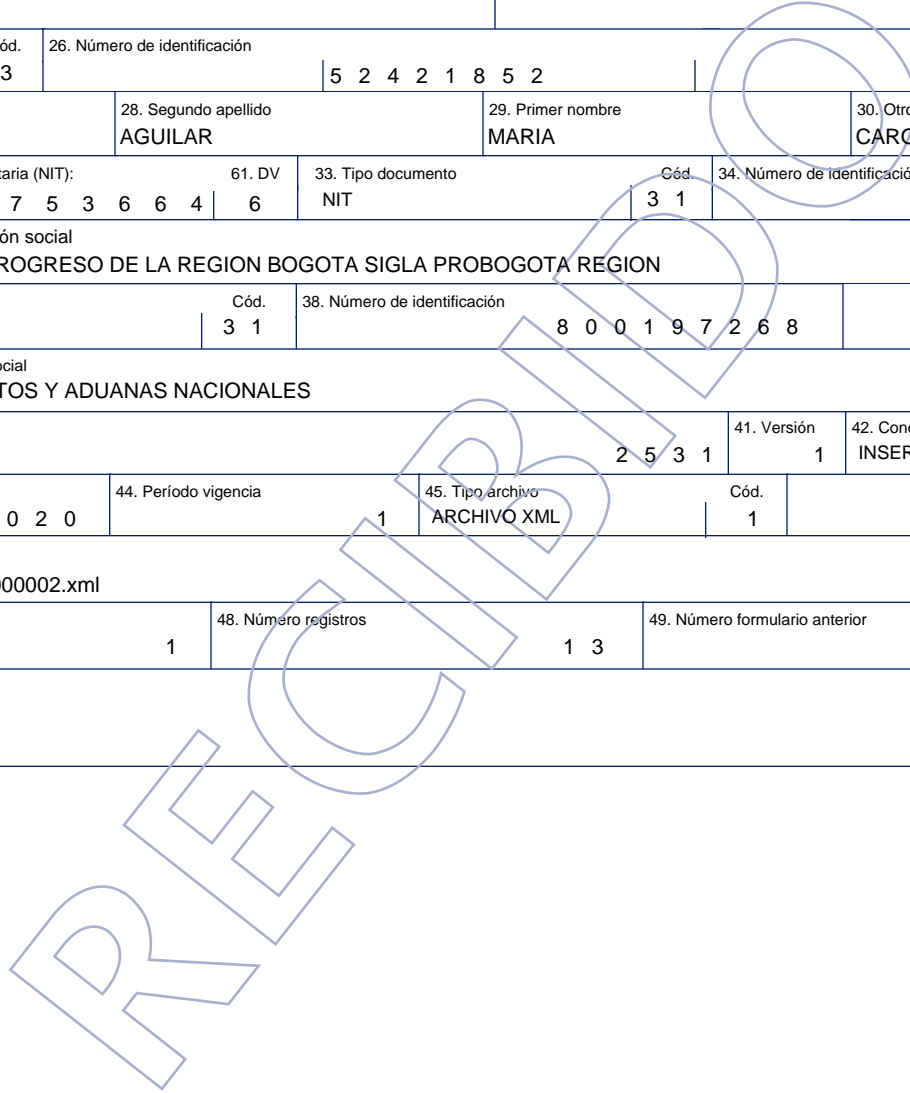 ód. 26. Número de identificación
3 5 2 4 2 1 8 5 2
28. Segundo apellido 29. Primer nombre 30. Otro
AGUILAR MARIA CARO
taria (NIT): 61. DV 33. Tipo documento Cód. 34. Número de identificació
7 5 3 6 6 4 6 NIT 3 1
ón social
ROGRESO DE LA REGION BOGOTA SIGLA PROBOGOTA REGION
Cód. 38. Número de identificación
3 1 8 0 0 1 9 7 2 6 8
ocial
TOS Y ADUANAS NACIONALES
41. Versión 42. Conc
2 5 3 1 1 INSER
44. Período vigencia 45. Tipo archivo Cód.
0 2 0 1 ARCHIVO XML 1
000002.xml
48. Número registros 49. Número formulario anterior
1 1 3
RECIBIDO